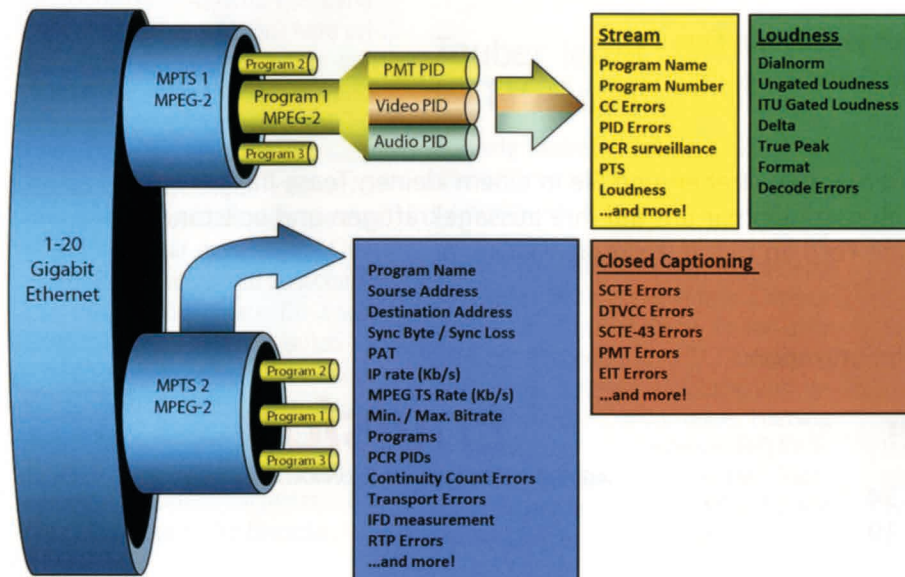 1-20
Gigabit
Ethernet
MPTS 1
MPEG-2
Program 2
Program 1
MPEG-2
Program 3
PMT PID
Video PID
Audio PID
Stream
Program Name
Program Number
CC Errors
PID Errors
PCR surveillance
PTS
Loudness
...and more!
Loudness
Dialnorm
Ungated Loudness
ITU Gated Loudness
Delta
True Peak
Format
Decode Errors
MPTS 2
MPEG-2
Program 2
Program 1
Program 3
Program Name
Sourse Address
Destination Address
Sync Byte / Sync Loss
PAT
IP rate (Kb/s)
MPEG TS Rate (Kb/s)
Min. / Max. Bitrate
Programs
PCR PIDs
Continuity Count Errors
Transport Errors
IFD measurement
RTP Errors
...and more!
Closed Captioning
SCTE Errors
DTVCC Errors
SCTE-43 Errors
PMT Errors
EIT Errors
...and more!